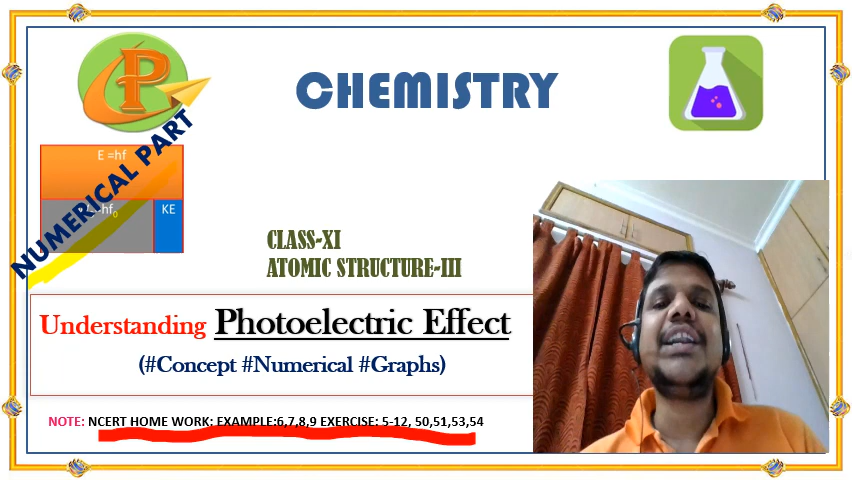 CHEMISTRY
P
NUMERICAL PART
E =hf
hf₀
KE
CLASS-XI
ATOMIC STRUCTURE-III
Understanding Photoelectric Effect
(#Concept #Numerical #Graphs)
NOTE: NCERT HOME WORK: EXAMPLE:6,7,8,9 EXERCISE: 5-12, 50,51,53,54